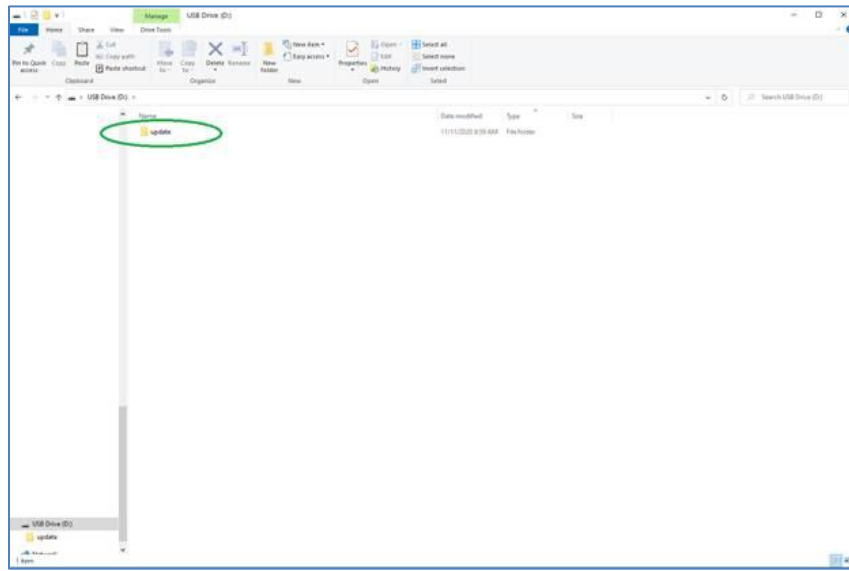 Manage USB Drive (D:)
File Home Share View Drive Tools
Pin to Quick access
Copy
Paste
Cut
Copy path
Paste shortcut
Move to
Copy to
Delete
Rename
New folder
New item
Easy access
Properties
Open
Edit
History
Select all
Select none
Invert selection
Clipboard Organize New Open Select
USB Drive (D:) Search USB Drive (D:)
Name Date modified Type Size
update 11/11/2020 8:59 AM File folder
USB Drive (D:)
update
Network
1 item